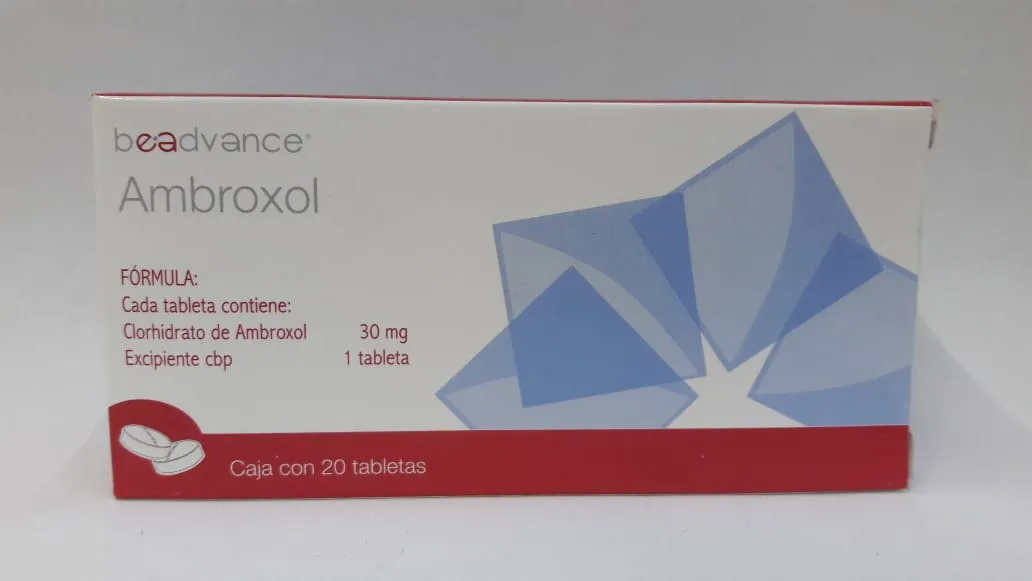 beadvance®
Ambroxol
FÓRMULA:
Cada tableta contiene:
Clorhidrato de Ambroxol 30 mg
Excipiente cbp 1 tableta
Caja con 20 tabletas